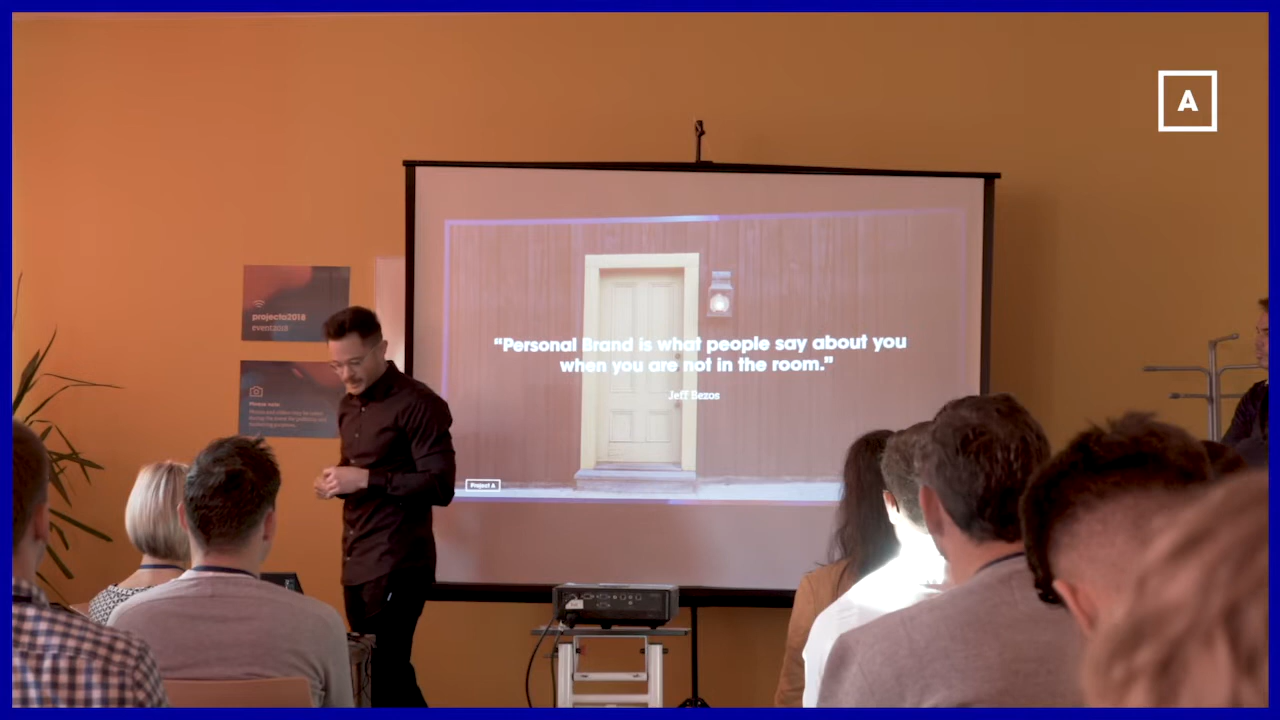 A
projecta2018
event2018
“Personal Brand is what people say about you
when you are not in the room.”
Jeff Bezos
Project A